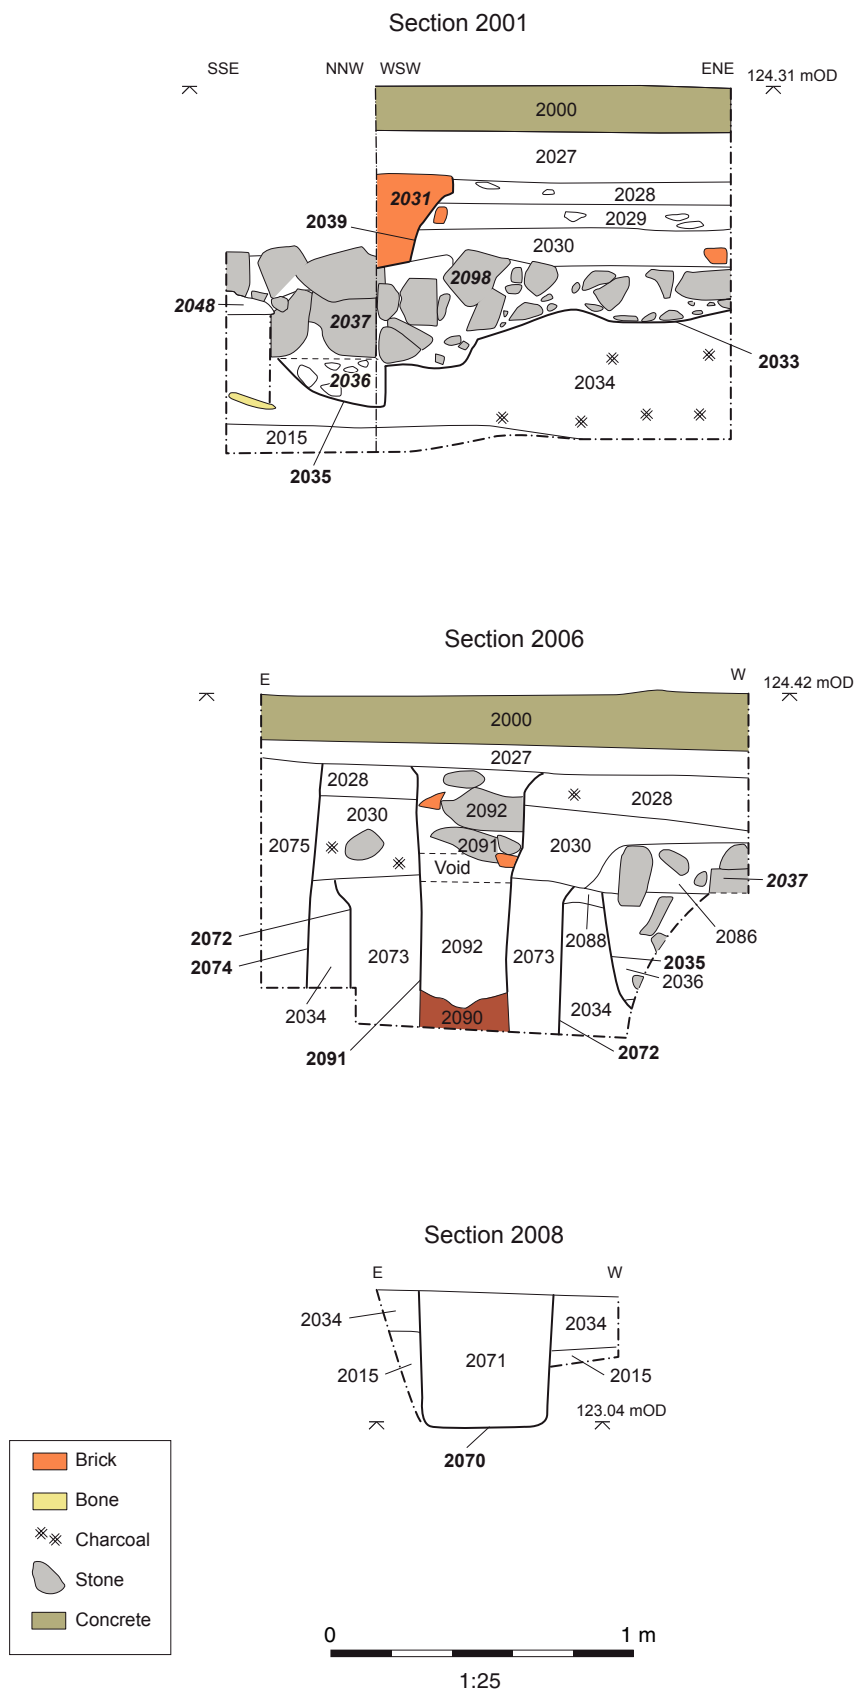 Section 2001
SSE NNW WSW ENE 124.31 mOD
2000
2027
2031 2028
2039 2029
2030
2098
2048
2037
2033
2036 2034
2015
2035
Section 2006
E W 124.42 mOD
2000
2027
2028
2092 2028
2030
2075 2091 2030
Void
2037
2072 2088 2086
2074 2073 2092 2073 2035
2036
2034 2090 2034
2091 2072
Section 2008
E W
2034 2034
2015 2071 2015
123.04 mOD
2070
Brick
Bone
Charcoal
Stone
Concrete
0 1 m
1:25